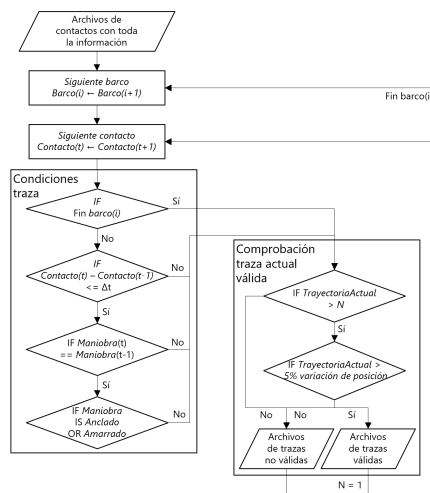 Archivos de
contactos con toda
la información
Siguiente barco
Barco(i) ← Barco(i+1)
Fin barco(i
Siguiente contacto
Contacto(t) ← Contacto(t+1)
Condiciones
traza
IF
Fin barco(i)
Sí
No
IF
Contacto(t) – Contacto(t-1)
<= Δt
No
Sí
IF Maniobra(t)
== Maniobra(t-1)
No
Sí
IF Maniobra
IS Anclado
OR Amarrado
No
Comprobación
traza actual
válida
IF TrayectoriaActual
> N
Sí
IF TrayectoriaActual >
5% variación de posición
No
No
Sí
Archivos
de trazas
no válidas
Archivos
de trazas
válidas
N = 1